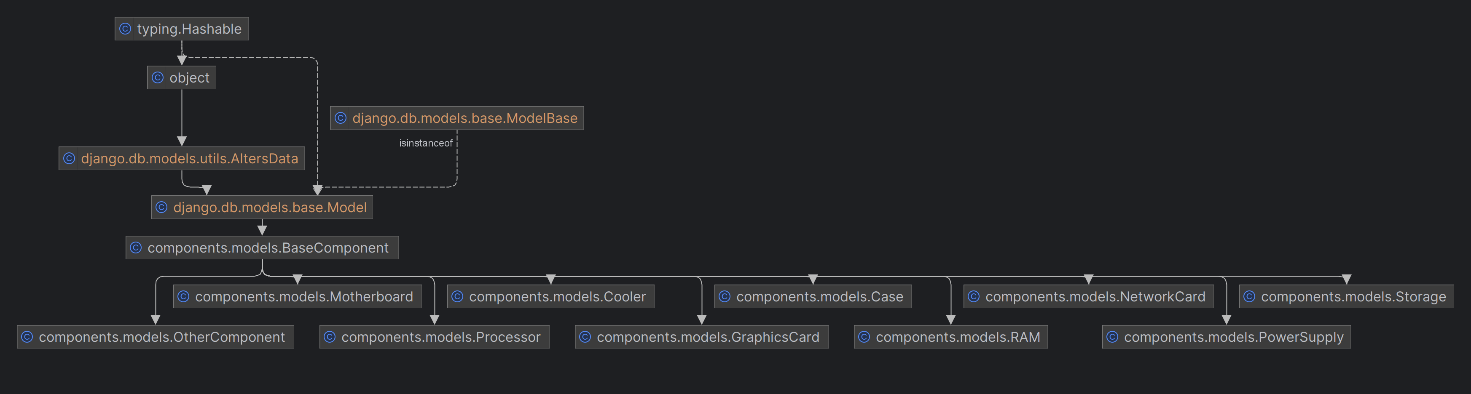 typing.Hashable
object
django.db.models.base.ModelBase
isinstanceof
django.db.models.utils.AltersData
django.db.models.base.Model
components.models.BaseComponent
components.models.Motherboard
components.models.Cooler
components.models.Case
components.models.NetworkCard
components.models.Storage
components.models.OtherComponent
components.models.Processor
components.models.GraphicsCard
components.models.RAM
components.models.PowerSupply